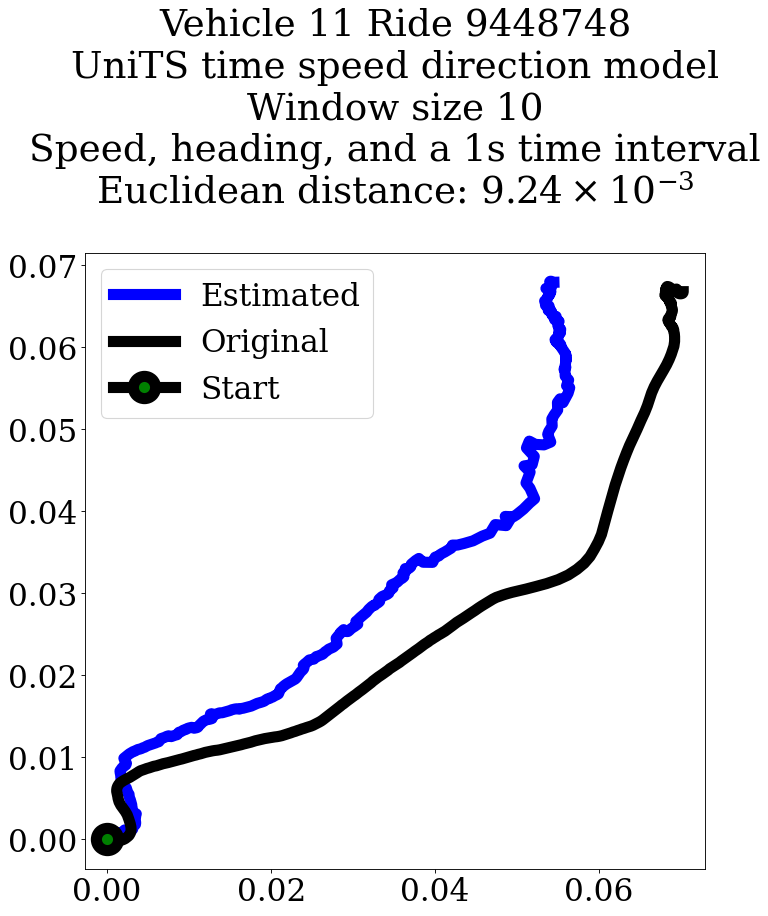 Vehicle 11 Ride 9448748
UniTS time speed direction model
Window size 10
Speed, heading, and a 1s time interval
Euclidean distance: 9.24 × 10⁻³
0.07
0.06
0.05
0.04
0.03
0.02
0.01
0.00
Estimated
Original
Start
0.00 0.02 0.04 0.06